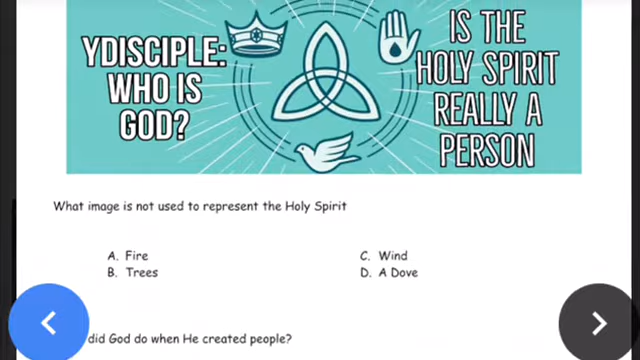 YDISCIPLE:
WHO IS
GOD?
IS THE
HOLY SPIRIT
REALLY A
PERSON
What image is not used to represent the Holy Spirit
A. Fire
B. Trees
C. Wind
D. A Dove
did God do when He created people?